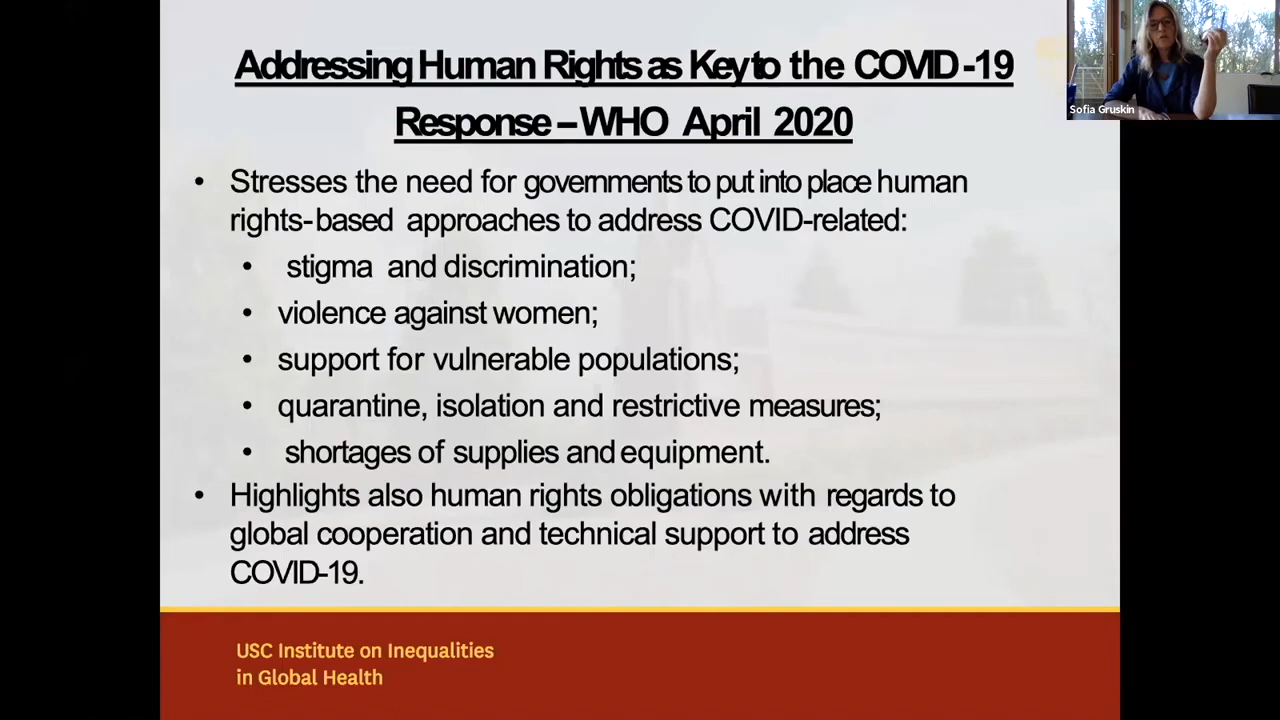 Addressing Human Rights as Key to the COVID-19
Response – WHO April 2020
Sofia Gruskin
• Stresses the need for governments to put into place human
rights-based approaches to address COVID-related:
• stigma and discrimination;
• violence against women;
• support for vulnerable populations;
• quarantine, isolation and restrictive measures;
• shortages of supplies and equipment.
• Highlights also human rights obligations with regards to
global cooperation and technical support to address
COVID-19.
USC Institute on Inequalities
in Global Health